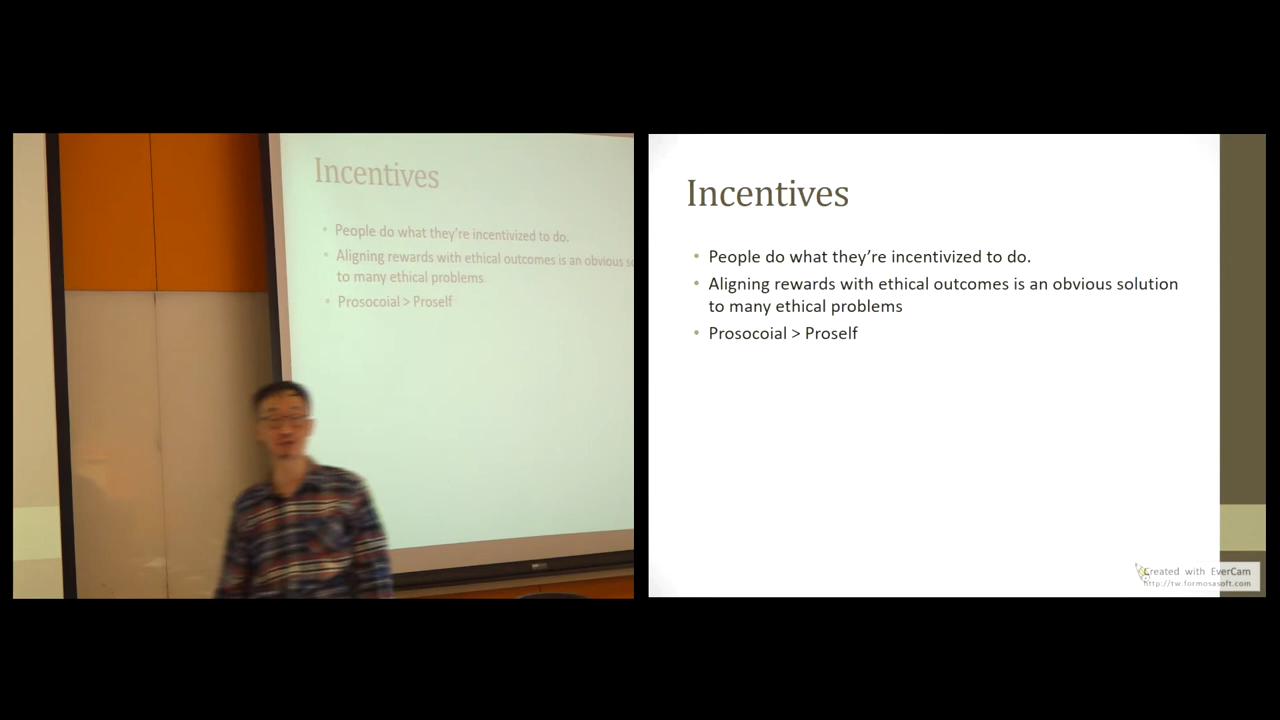 Incentives
• People do what they're incentivized to do.
• Aligning rewards with ethical outcomes is an obvious so
to many ethical problems
• Prosocoial > Proself
Incentives
• People do what they're incentivized to do.
• Aligning rewards with ethical outcomes is an obvious solution
to many ethical problems
• Prosocoial > Proself
Created with EverCam
http://tw.formosasoft.com